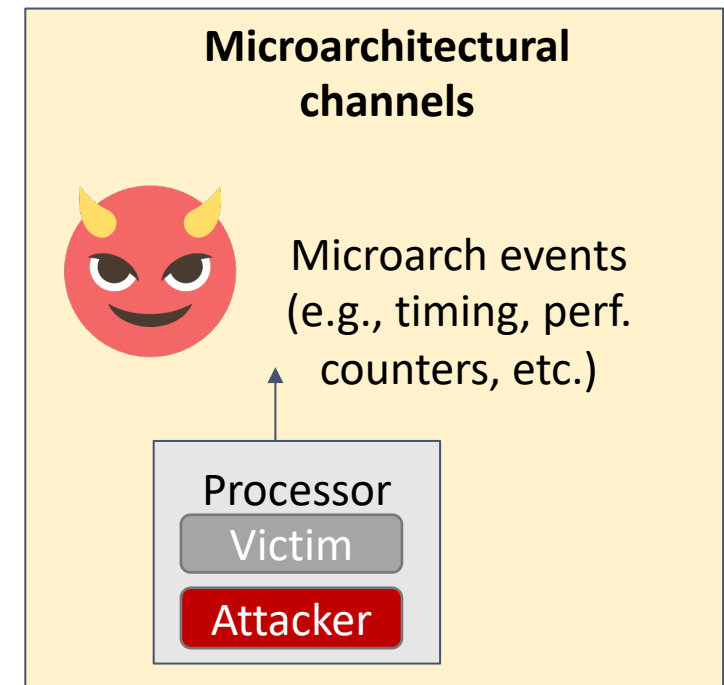 Microarchitectural
channels
Microarch events
(e.g., timing, perf.
counters, etc.)
Processor
Victim
Attacker